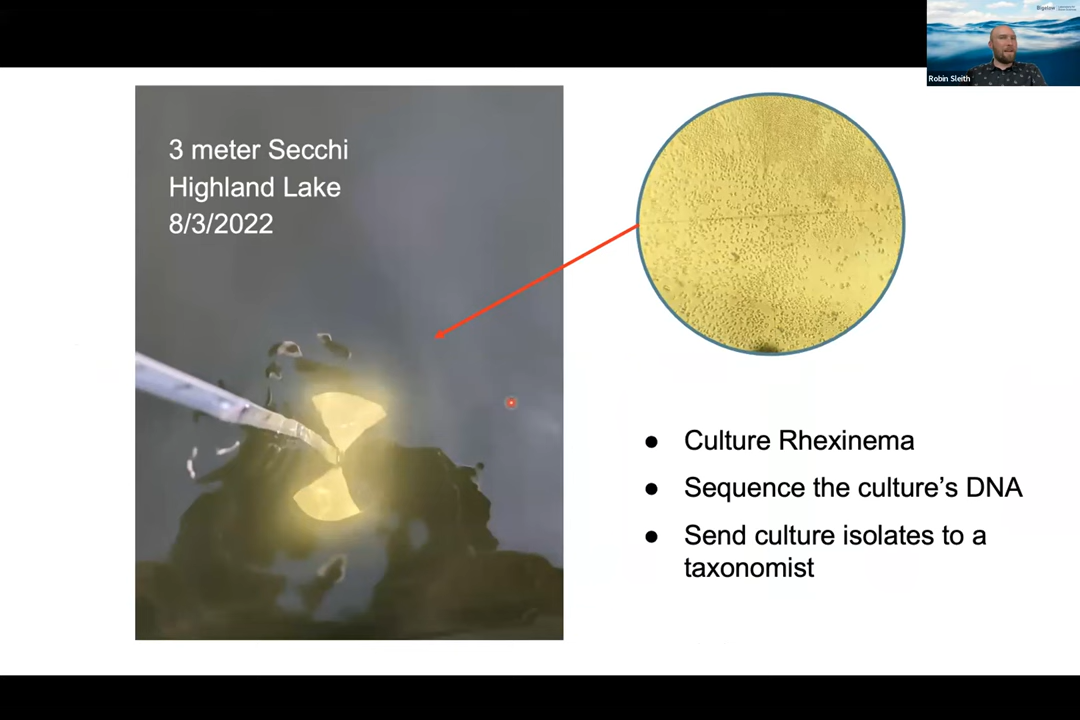 Bigelow
Robin Sleith
3 meter Secchi
Highland Lake
8/3/2022
● Culture Rhexinema
● Sequence the culture’s DNA
● Send culture isolates to a
taxonomist